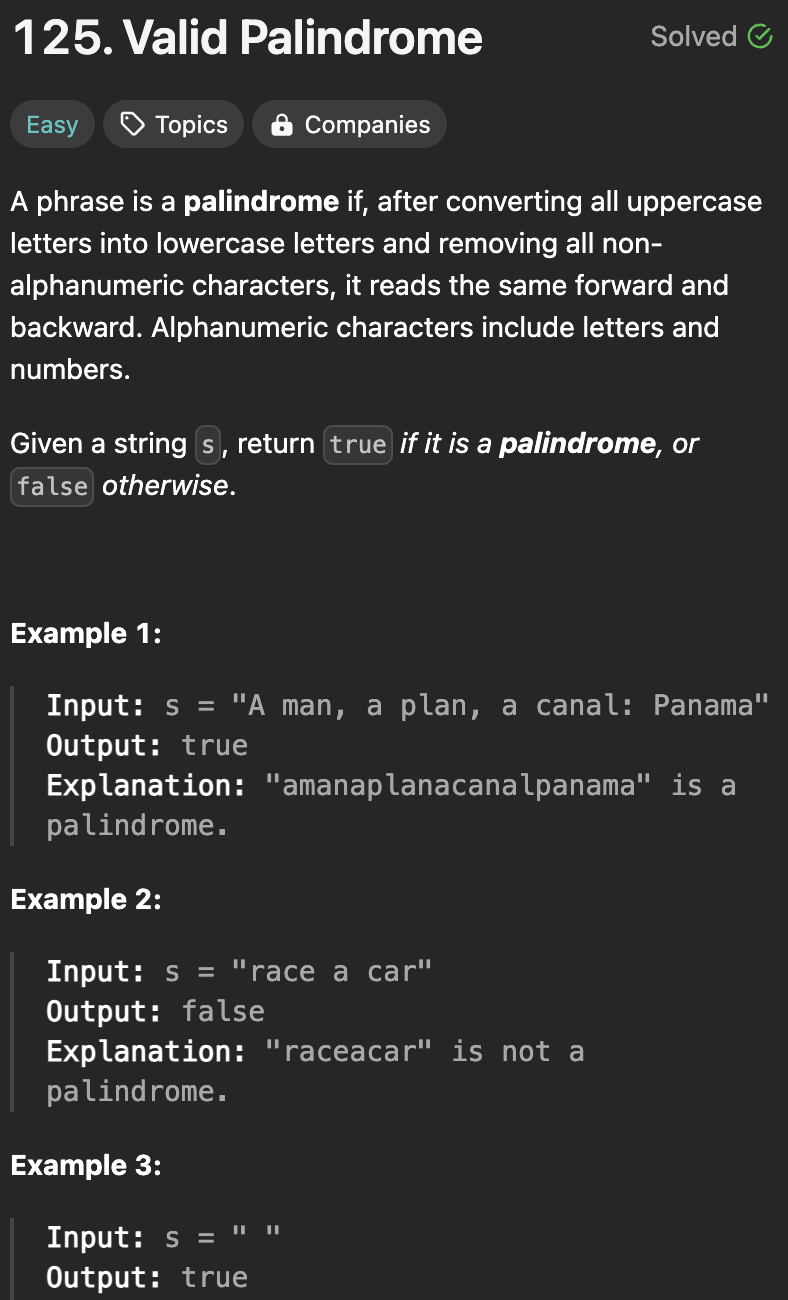 125. Valid Palindrome
Solved
Easy
Topics
Companies
A phrase is a palindrome if, after converting all uppercase
letters into lowercase letters and removing all non-
alphanumeric characters, it reads the same forward and
backward. Alphanumeric characters include letters and
numbers.
Given a string s, return true if it is a palindrome, or
false otherwise.
Example 1:
Input: s = "A man, a plan, a canal: Panama"
Output: true
Explanation: "amanaplanacanalpanama" is a
palindrome.
Example 2:
Input: s = "race a car"
Output: false
Explanation: "raceacar" is not a
palindrome.
Example 3:
Input: s = " "
Output: true